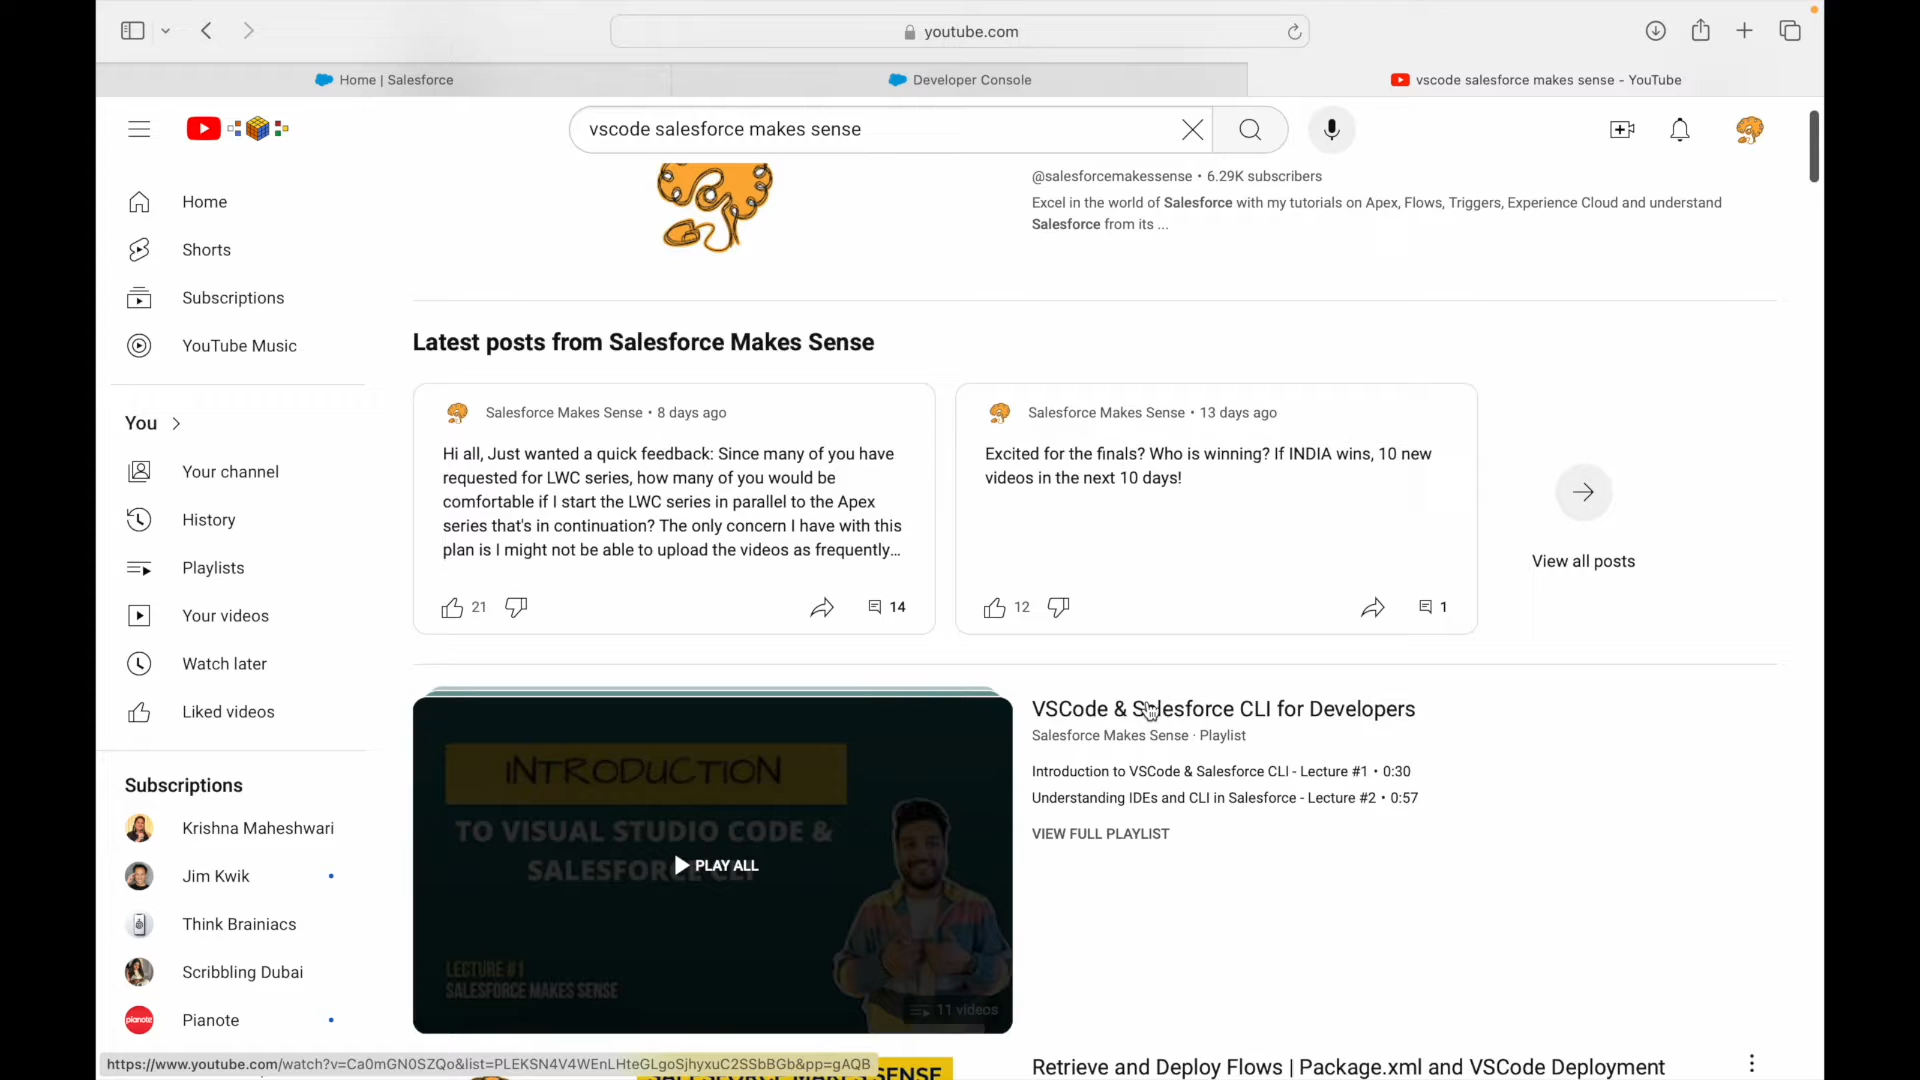 youtube.com
Home | Salesforce
Developer Console
vscode salesforce makes sense - YouTube
vscode salesforce makes sense
@salesforcemakessense • 6.29K subscribers
Excel in the world of Salesforce with my tutorials on Apex, Flows, Triggers, Experience Cloud and understand
Salesforce from its ...
Home
Shorts
Subscriptions
YouTube Music
You
Your channel
History
Playlists
Your videos
Watch later
Liked videos
Subscriptions
Krishna Maheshwari
Jim Kwik
Think Brainiacs
Scribbling Dubai
Pianote
pianote
Latest posts from Salesforce Makes Sense
Salesforce Makes Sense • 8 days ago
Hi all, Just wanted a quick feedback: Since many of you have
requested for LWC series, how many of you would be
comfortable if I start the LWC series in parallel to the Apex
series that's in continuation? The only concern I have with this
plan is I might not be able to upload the videos as frequently...
21
14
Salesforce Makes Sense • 13 days ago
Excited for the finals? Who is winning? If INDIA wins, 10 new
videos in the next 10 days!
12
1
View all posts
INTRODUCTION
TO VISUAL STUDIO CODE &
SALESFORCE CLI
PLAY ALL
LECTURE #1
SALESFORCE MAKES SENSE
11 videos
VSCode & Salesforce CLI for Developers
Salesforce Makes Sense · Playlist
Introduction to VSCode & Salesforce CLI - Lecture #1 • 0:30
Understanding IDEs and CLI in Salesforce - Lecture #2 • 0:57
VIEW FULL PLAYLIST
https://www.youtube.com/watch?v=Ca0mGN0SZQo&list=PLEKSN4V4WEnLHteGLgoSjhyxuC2SSbBGb&pp=gAQB
SALESFORCE MAKES SENSE
Retrieve and Deploy Flows | Package.xml and VSCode Deployment